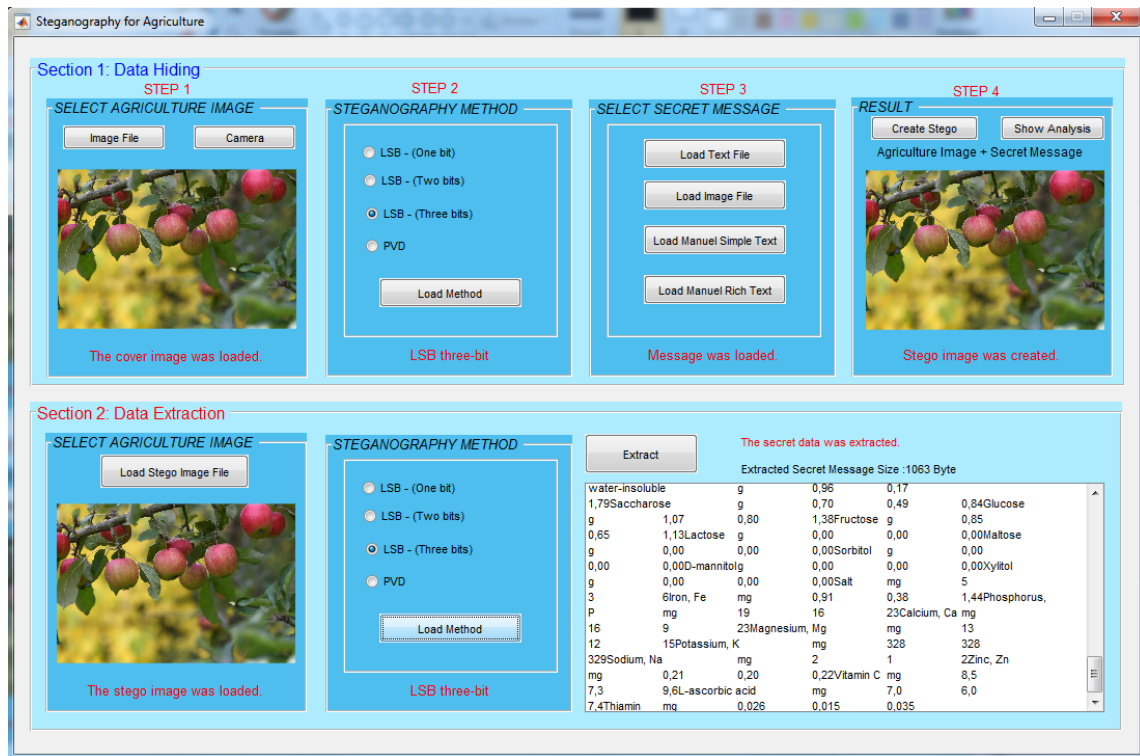 Steganography for Agriculture
Section 1: Data Hiding
STEP 1
SELECT AGRICULTURE IMAGE
Image File
Camera
The cover image was loaded.
STEP 2
STEGANOGRAPHY METHOD
LSB - (One bit)
LSB - (Two bits)
LSB - (Three bits)
PVD
Load Method
LSB three-bit
STEP 3
SELECT SECRET MESSAGE
Load Text File
Load Image File
Load Manuel Simple Text
Load Manuel Rich Text
Message was loaded.
STEP 4
RESULT
Create Stego
Show Analysis
Agriculture Image + Secret Message
Stego image was created.
Section 2: Data Extraction
SELECT AGRICULTURE IMAGE
Load Stego Image File
The stego image was loaded.
STEGANOGRAPHY METHOD
LSB - (One bit)
LSB - (Two bits)
LSB - (Three bits)
PVD
Load Method
LSB three-bit
Extract
The secret data was extracted.
Extracted Secret Message Size :1063 Byte
water-insoluble g 0,96 0,17
1,79Saccharose g 0,70 0,49 0,84Glucose
g 1,07 0,80 1,38Fructose g 0,85
0,65 1,13Lactose g 0,00 0,00 0,00Maltose
g 0,00 0,00 0,00Sorbitol g 0,00
0,00 0,00D-mannitolg 0,00 0,00 0,00Xylitol
g 0,00 0,00 0,00Salt mg 5
3 6Iron, Fe mg 0,91 0,38 1,44Phosphorus,
P mg 19 16 23Calcium, Ca mg
16 9 23Magnesium, Mg mg 13
12 15Potassium, K mg 328 328
329Sodium, Na mg 2 1 2Zinc, Zn
mg 0,21 0,20 0,22Vitamin C mg 8,5
7,3 9,6L-ascorbic acid mg 7,0 6,0
7,4Thiamin mg 0,026 0,015 0,035